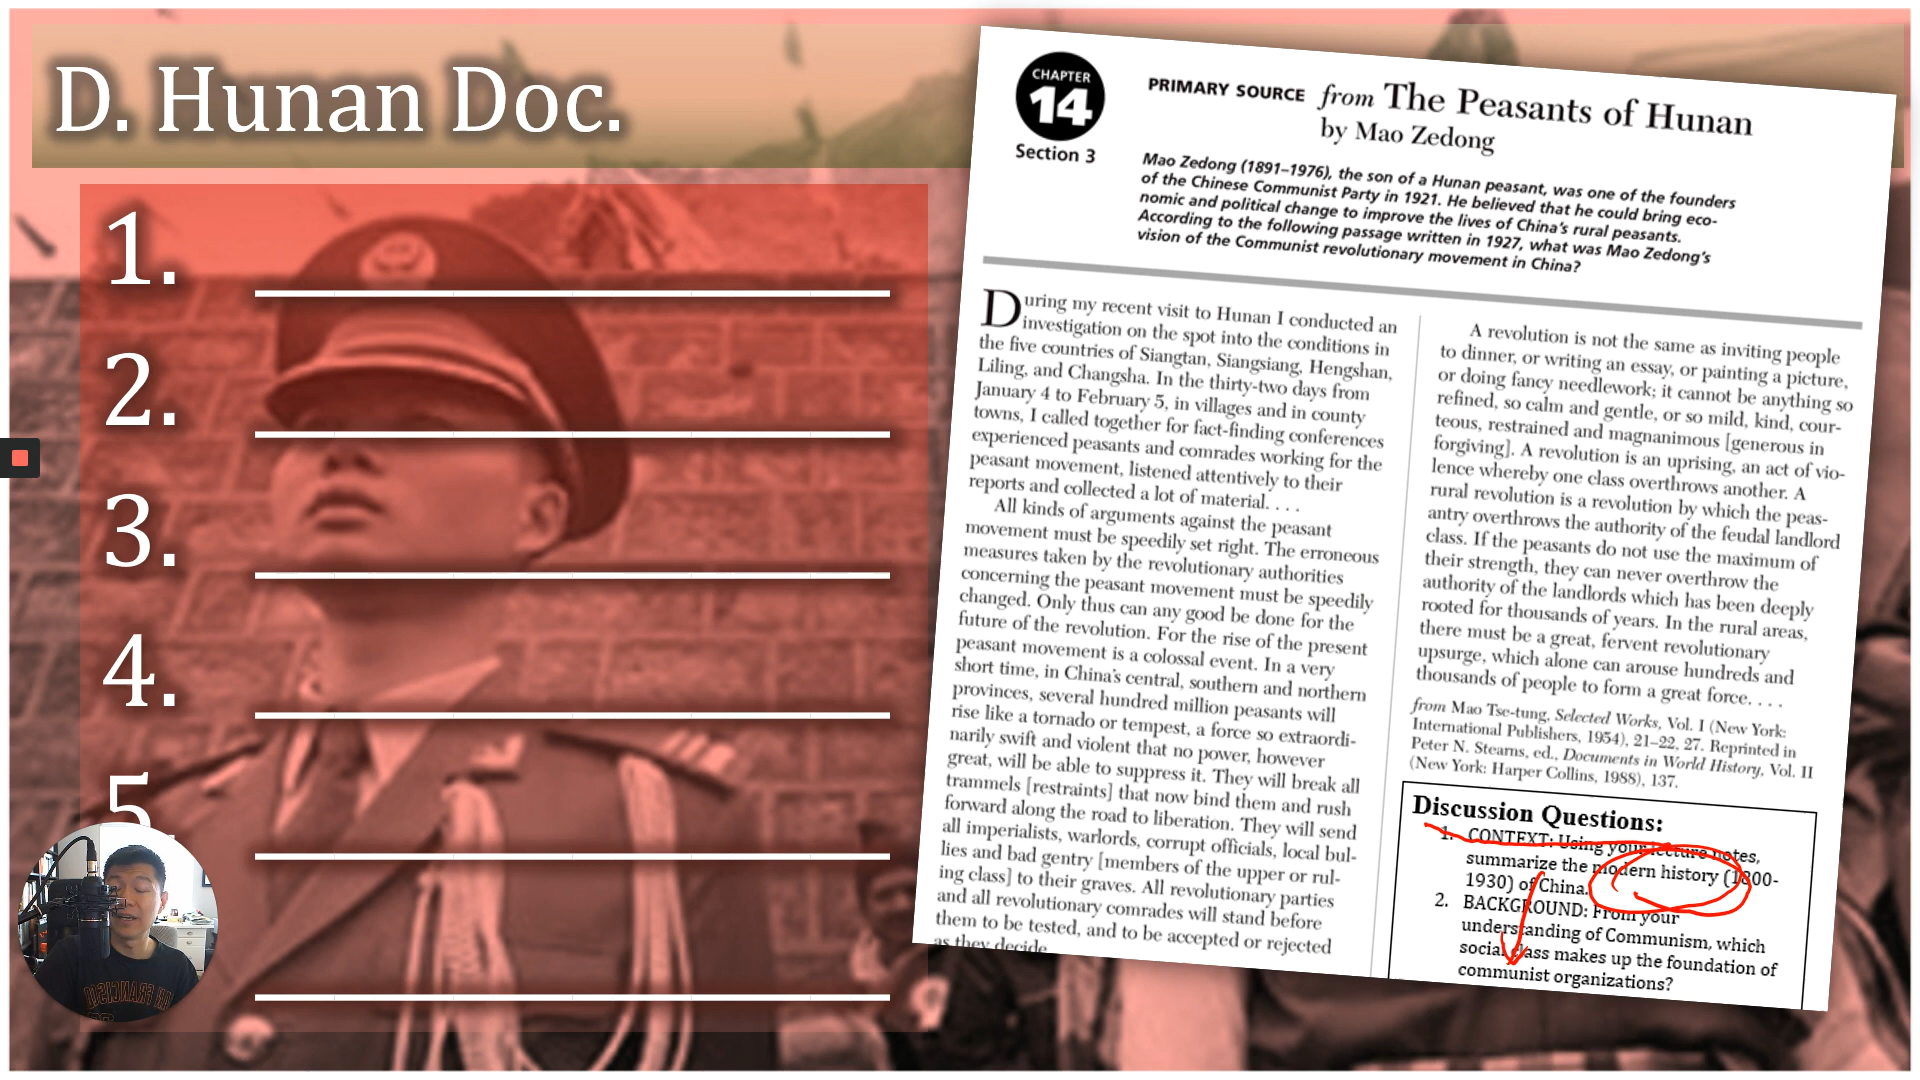 D. Hunan Doc.
1.
2.
3.
4.
5.
CHAPTER
14
Section 3
PRIMARY SOURCE from The Peasants of Hunan
by Mao Zedong
Mao Zedong (1891–1976), the son of a Hunan peasant, was one of the founders
of the Chinese Communist Party in 1921. He believed that he could bring eco-
nomic and political change to improve the lives of China's rural peasants.
According to the following passage written in 1927, what was Mao Zedong's
vision of the Communist revolutionary movement in China?
During my recent visit to Hunan I conducted an
investigation on the spot into the conditions in
the five countries of Siangtan, Siangsiang, Hengshan,
Liling, and Changsha. In the thirty-two days from
January 4 to February 5, in villages and in county
towns, I called together for fact-finding conferences
experienced peasants and comrades working for the
peasant movement, listened attentively to their
reports and collected a lot of material. . . .
All kinds of arguments against the peasant
movement must be speedily set right. The erroneous
measures taken by the revolutionary authorities
concerning the peasant movement must be speedily
changed. Only thus can any good be done for the
future of the revolution. For the rise of the present
peasant movement is a colossal event. In a very
short time, in China's central, southern and northern
provinces, several hundred million peasants will
rise like a tornado or tempest, a force so extraordi-
narily swift and violent that no power, however
great, will be able to suppress it. They will break all
trammels [restraints] that now bind them and rush
forward along the road to liberation. They will send
all imperialists, warlords, corrupt officials, local bul-
lies and bad gentry [members of the upper or rul-
ing class] to their graves. All revolutionary parties
and all revolutionary comrades will stand before
them to be tested, and to be accepted or rejected
as they decide
A revolution is not the same as inviting people
to dinner, or writing an essay, or painting a picture,
or doing fancy needlework; it cannot be anything so
refined, so calm and gentle, or so mild, kind, cour-
teous, restrained and magnanimous [generous in
forgiving]. A revolution is an uprising, an act of vio-
lence whereby one class overthrows another. A
rural revolution is a revolution by which the peas-
antry overthrows the authority of the feudal landlord
class. If the peasants do not use the maximum of
their strength, they can never overthrow the
authority of the landlords which has been deeply
rooted for thousands of years. In the rural areas,
there must be a great, fervent revolutionary
upsurge, which alone can arouse hundreds and
thousands of people to form a great force. . . .
from Mao Tse-tung, Selected Works, Vol. I (New York:
International Publishers, 1954), 21–22, 27. Reprinted in
Peter N. Stearns, ed., Documents in World History, Vol. II
(New York: Harper Collins, 1988), 137.
Discussion Questions:
1. CONTEXT: Using your lecture notes,
summarize the modern history (1800-
1930) of China.
2. BACKGROUND: From your
understanding of Communism, which
social class makes up the foundation of
communist organizations?